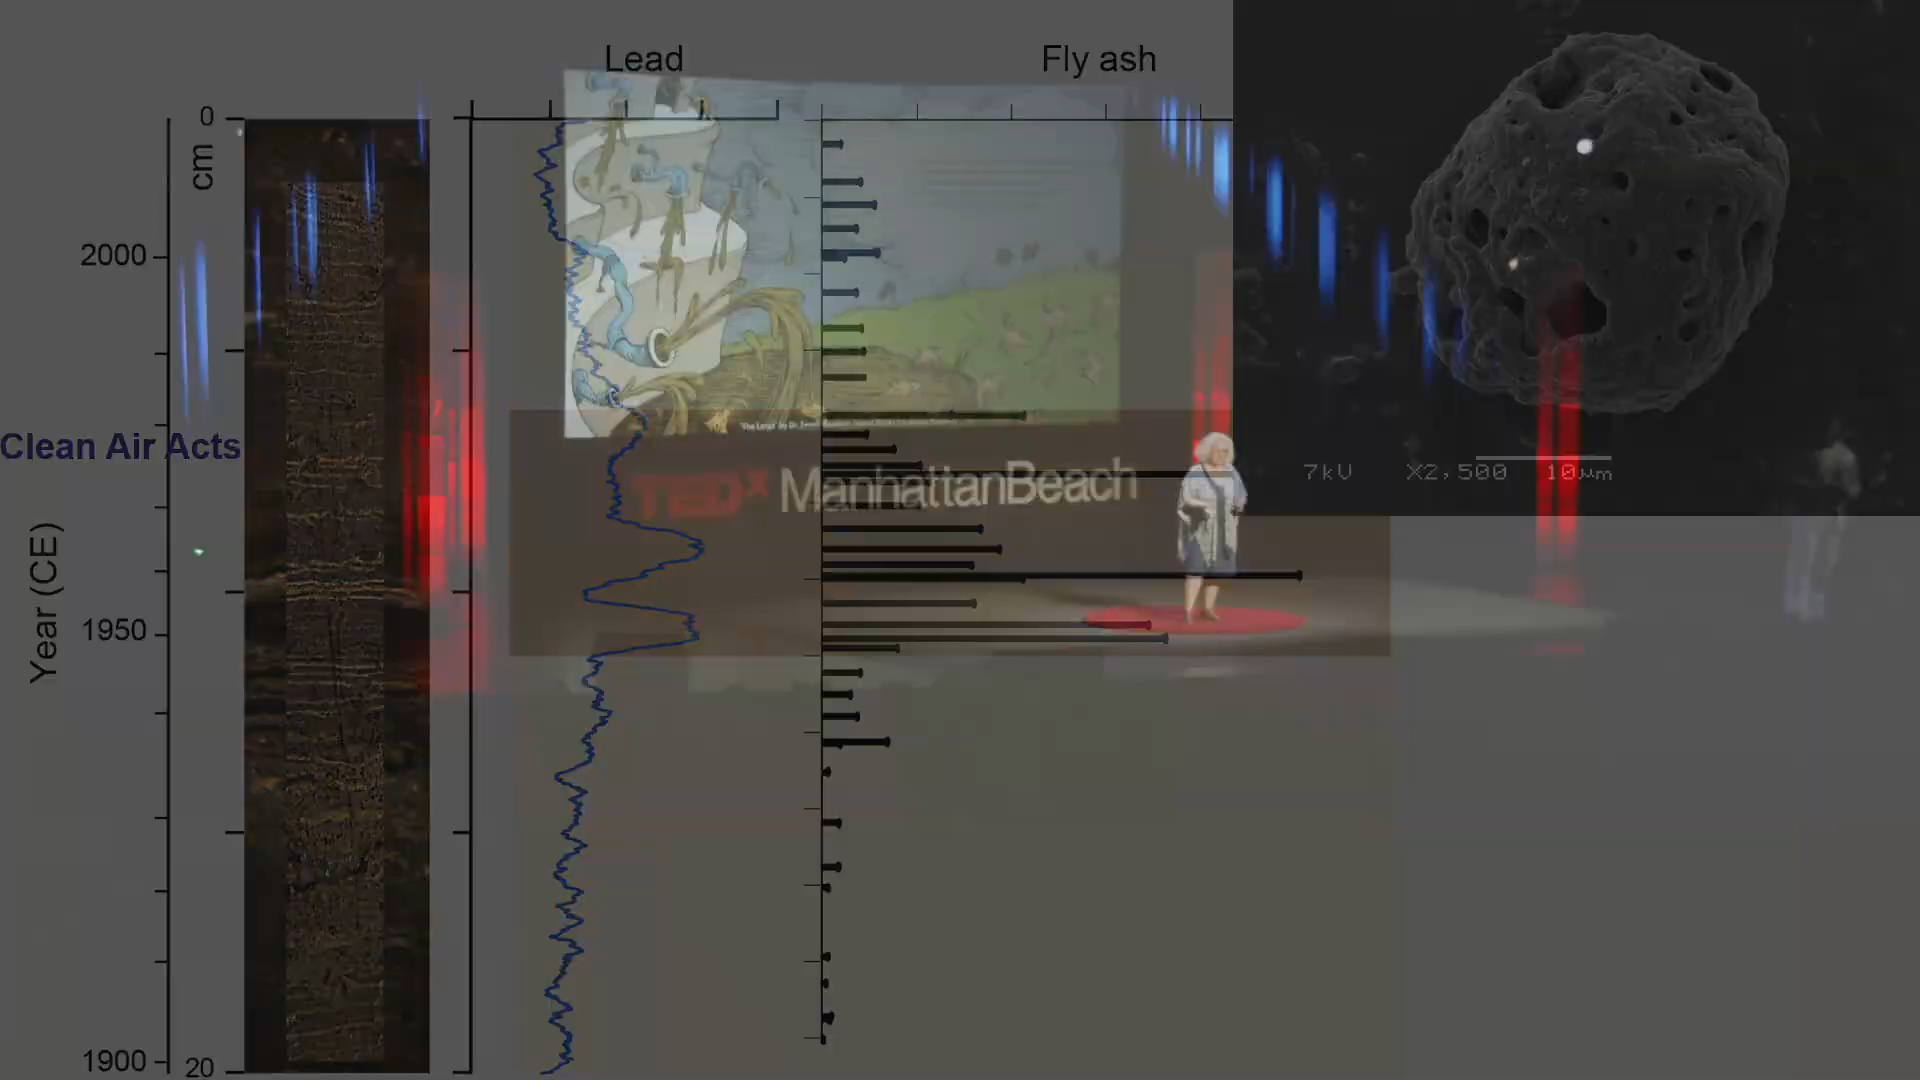 Lead
Fly ash
0
cm
2000
Clean Air Acts
Year (CE)
1950
1900
20
TEDx ManhattanBeach
7kV X2,500 10µm